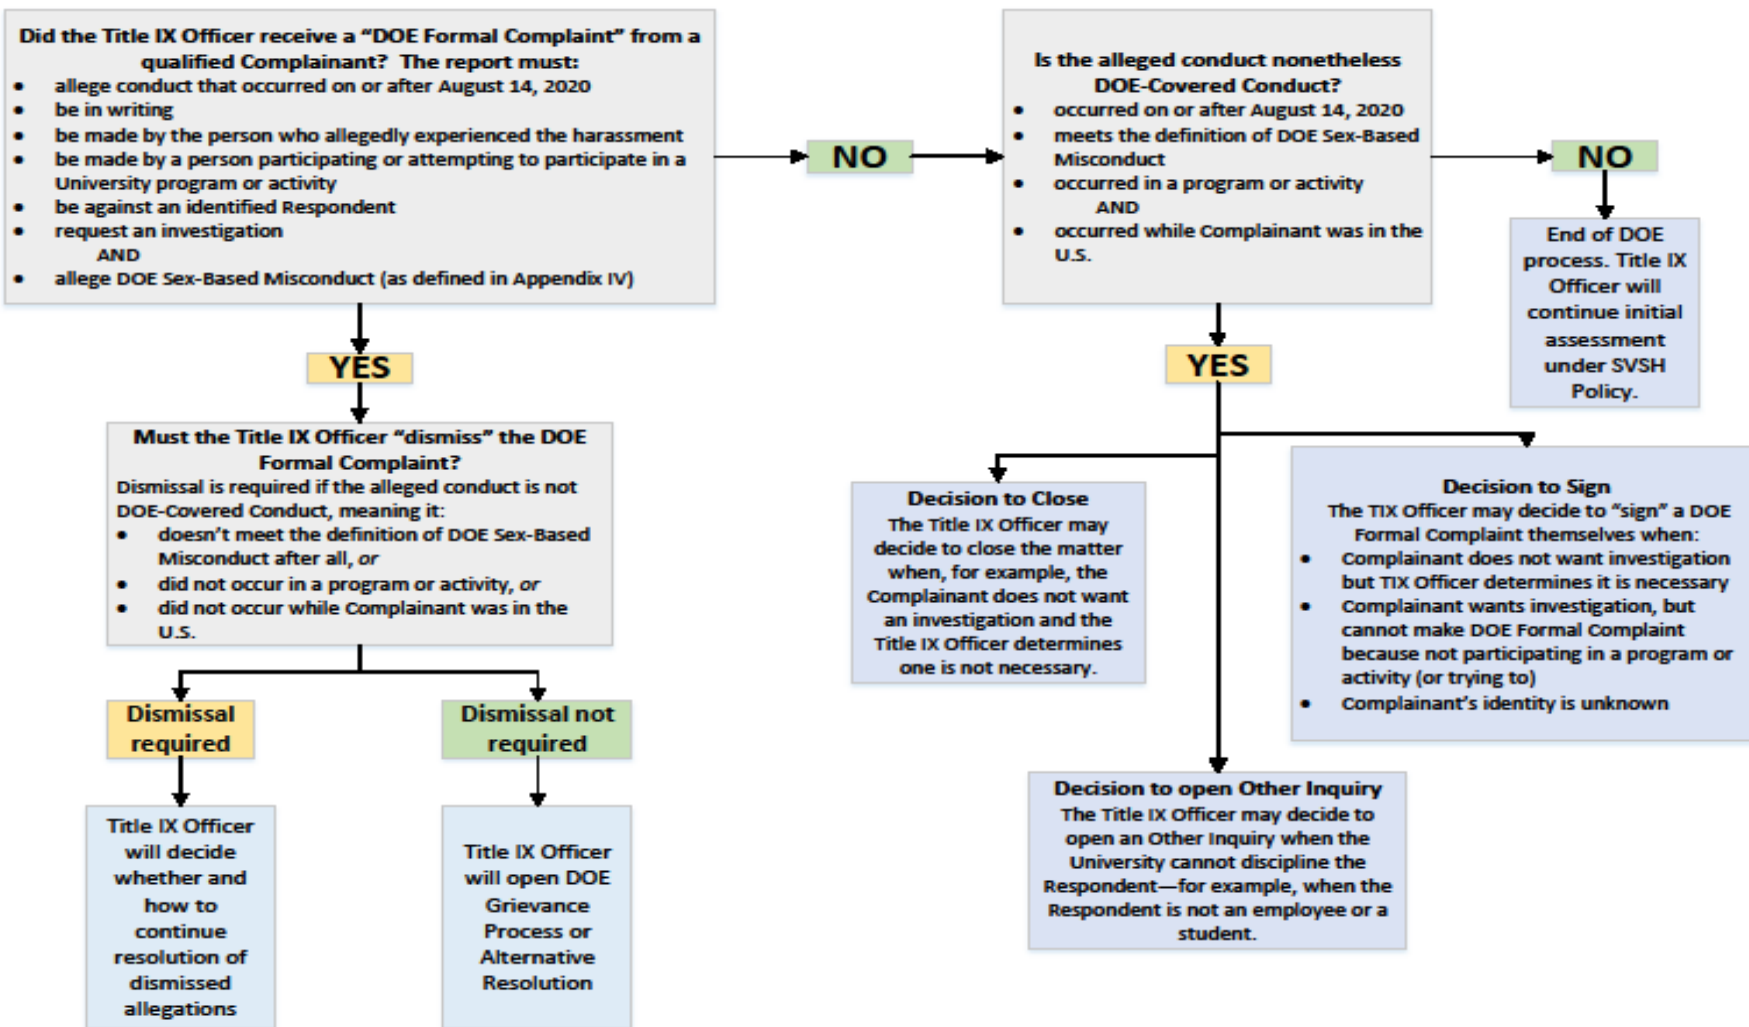 Did the Title IX Officer receive a “DOE Formal Complaint” from a
qualified Complainant? The report must:
• allege conduct that occurred on or after August 14, 2020
• be in writing
• be made by the person who allegedly experienced the harassment
• be made by a person participating or attempting to participate in a
University program or activity
• be against an identified Respondent
• request an investigation
AND
• allege DOE Sex-Based Misconduct (as defined in Appendix IV)
NO
Is the alleged conduct nonetheless
DOE-Covered Conduct?
• occurred on or after August 14, 2020
• meets the definition of DOE Sex-Based
Misconduct
• occurred in a program or activity
AND
• occurred while Complainant was in the
U.S.
NO
End of DOE
process. Title IX
Officer will
continue initial
assessment
under SVSH
Policy.
YES
Must the Title IX Officer “dismiss” the DOE
Formal Complaint?
Dismissal is required if the alleged conduct is not
DOE-Covered Conduct, meaning it:
• doesn’t meet the definition of DOE Sex-Based
Misconduct after all, or
• did not occur in a program or activity, or
• did not occur while Complainant was in the
U.S.
Dismissal
required
Title IX Officer
will decide
whether and
how to
continue
resolution of
dismissed
allegations
Dismissal not
required
Title IX Officer
will open DOE
Grievance
Process or
Alternative
Resolution
YES
Decision to Close
The Title IX Officer may
decide to close the matter
when, for example, the
Complainant does not want
an investigation and the
Title IX Officer determines
one is not necessary.
Decision to Sign
The TIX Officer may decide to “sign” a DOE
Formal Complaint themselves when:
• Complainant does not want investigation
but TIX Officer determines it is necessary
• Complainant wants investigation, but
cannot make DOE Formal Complaint
because not participating in a program or
activity (or trying to)
• Complainant’s identity is unknown
Decision to open Other Inquiry
The Title IX Officer may decide to
open an Other Inquiry when the
University cannot discipline the
Respondent—for example, when the
Respondent is not an employee or a
student.